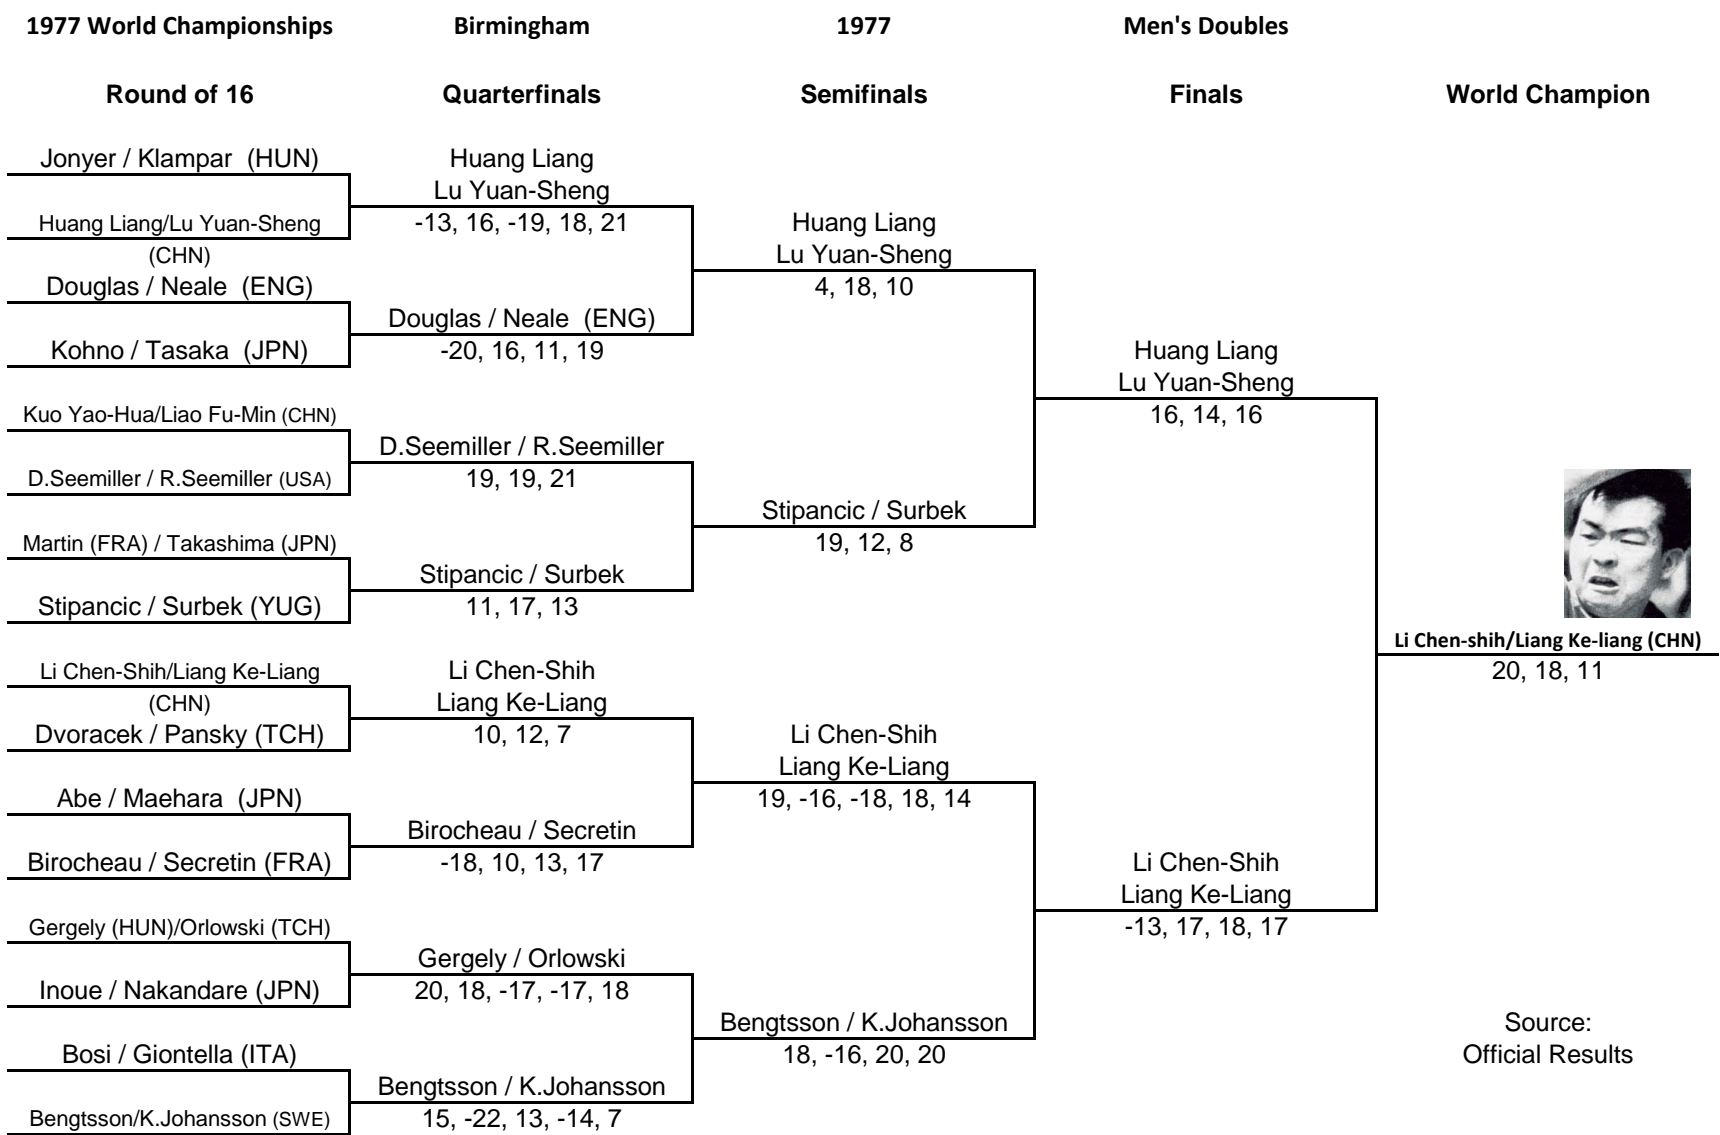 1977 World Championships
Birmingham
1977
Men's Doubles
Round of 16
Quarterfinals
Semifinals
Finals
World Champion
Jonyer / Klampar (HUN)
Huang Liang/Lu Yuan-Sheng
(CHN)
Douglas / Neale (ENG)
Kohno / Tasaka (JPN)
Kuo Yao-Hua/Liao Fu-Min (CHN)
D.Seemiller / R.Seemiller (USA)
Martin (FRA) / Takashima (JPN)
Stipancic / Surbek (YUG)
Li Chen-Shih/Liang Ke-Liang
(CHN)
Dvoracek / Pansky (TCH)
Abe / Maehara (JPN)
Birocheau / Secretin (FRA)
Gergely (HUN)/Orlowski (TCH)
Inoue / Nakandare (JPN)
Bosi / Giontella (ITA)
Bengtsson/K.Johansson (SWE)
Huang Liang
Lu Yuan-Sheng
-13, 16, -19, 18, 21
Douglas / Neale (ENG)
-20, 16, 11, 19
D.Seemiller / R.Seemiller
19, 19, 21
Stipancic / Surbek
11, 17, 13
Li Chen-Shih
Liang Ke-Liang
10, 12, 7
Birocheau / Secretin
-18, 10, 13, 17
Gergely / Orlowski
20, 18, -17, -17, 18
Bengtsson / K.Johansson
15, -22, 13, -14, 7
Huang Liang
Lu Yuan-Sheng
4, 18, 10
Stipancic / Surbek
19, 12, 8
Li Chen-Shih
Liang Ke-Liang
19, -16, -18, 18, 14
Bengtsson / K.Johansson
18, -16, 20, 20
Huang Liang
Lu Yuan-Sheng
16, 14, 16
Li Chen-Shih
Liang Ke-Liang
-13, 17, 18, 17
Li Chen-shih/Liang Ke-liang (CHN)
20, 18, 11
Source:
Official Results